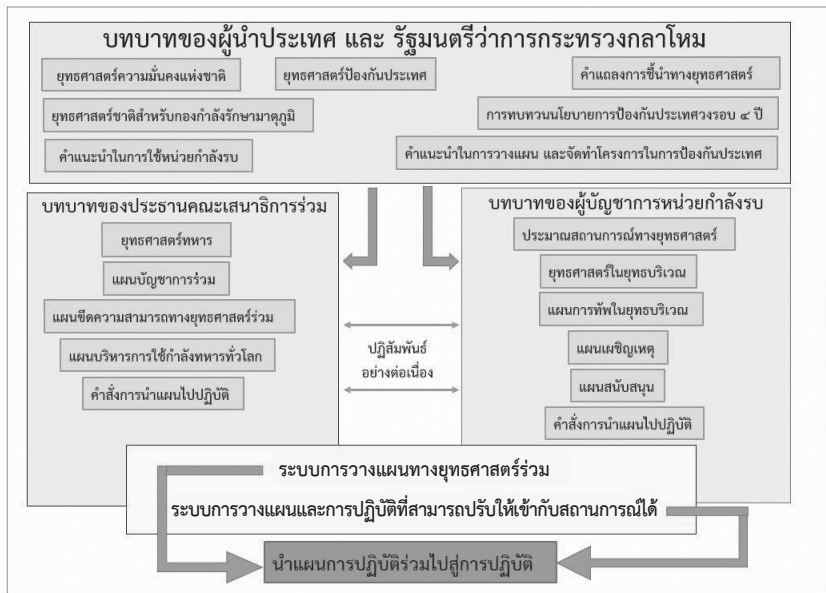 บทบาทของผู้นำประเทศ และ รัฐมนตรีว่าการกระทรวงกลาโหม
ยุทธศาสตร์ความมั่นคงแห่งชาติ
ยุทธศาสตร์ป้องกันประเทศ
คำแถลงการชี้นำทางยุทธศาสตร์
ยุทธศาสตร์ชาติสำหรับกองกำลังรักษามาตุภูมิ
การทบทวนนโยบายการป้องกันประเทศวงรอบ ๔ ปี
คำแนะนำในการใช้หน่วยกำลังรบ
คำแนะนำในการวางแผน และจัดทำโครงการในการป้องกันประเทศ
บทบาทของประธานคณะเสนาธิการร่วม
ยุทธศาสตร์ทหาร
แผนบัญชาการร่วม
แผนขีดความสามารถทางยุทธศาสตร์ร่วม
แผนบริหารการใช้กำลังทหารทั่วโลก
คำสั่งการนำแผนไปปฏิบัติ
ปฏิสัมพันธ์
อย่างต่อเนื่อง
บทบาทของผู้บัญชาการหน่วยกำลังรบ
ประมาณสถานการณ์ทางยุทธศาสตร์
ยุทธศาสตร์ในยุทธบริเวณ
แผนการทัพในยุทธบริเวณ
แผนเผชิญเหตุ
แผนสนับสนุน
คำสั่งการนำแผนไปปฏิบัติ
ระบบการวางแผนทางยุทธศาสตร์ร่วม
ระบบการวางแผนและการปฏิบัติที่สามารถปรับให้เข้ากับสถานการณ์ได้
นำแผนการปฏิบัติร่วมไปสู่การปฏิบัติ